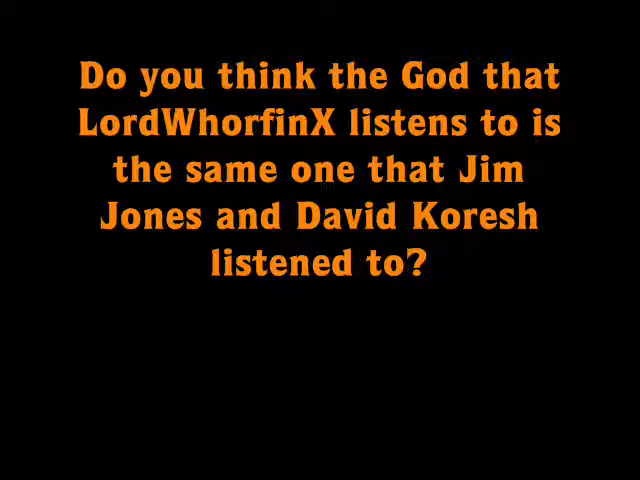 Do you think the God that
LordWhorfinX listens to is
the same one that Jim
Jones and David Koresh
listened to?